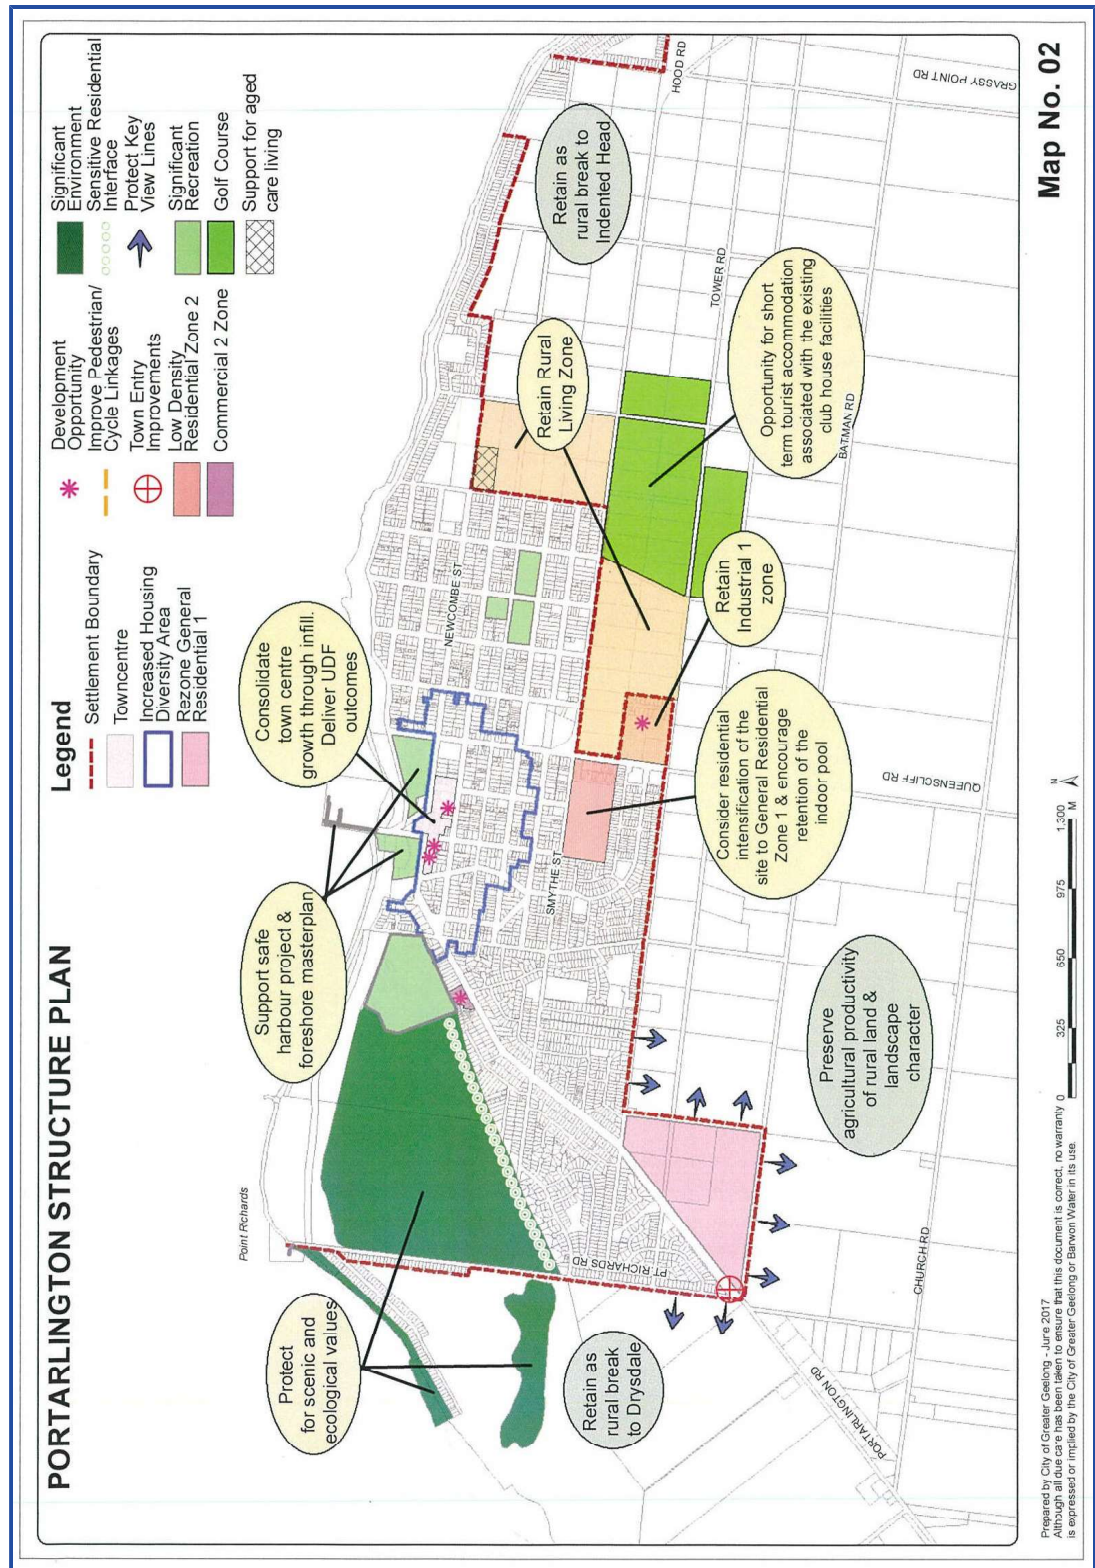 PORTARLINGTON STRUCTURE PLAN
Legend
Settlement Boundary
Towncentre
Increased Housing
Diversity Area
Rezone General
Residential 1
Development
Opportunity
Improve Pedestrian/
Cycle Linkages
Town Entry
Improvements
Low Density
Residential Zone 2
Commercial 2 Zone
Significant
Environment
Sensitive Residential
Interface
Protect Key
View Lines
Significant
Recreation
Golf Course
Support for aged
care living
Point Richards
Protect
for scenic and
ecological values
Support safe
harbour project &
foreshore masterplan
Consolidate
town centre
growth through infill.
Deliver UDF
outcomes
NEWCOMBE ST
SMYTHE ST
PT RICHARDS RD
Retain as
rural break
to Drysdale
Retain Rural
Living Zone
Retain as
rural break to
Indented Head
HOOD RD
GRASSY POINT RD
TOWER RD
Retain
Industrial 1
zone
Opportunity for short
term tourist accommodation
associated with the existing
club house facilities
Consider residential
intensification of the
site to General Residential
Zone 1 & encourage
retention of the
indoor pool
BATMAN RD
QUEENSCLIFF RD
Preserve
agricultural productivity
of rural land &
landscape
character
PORTARLINGTON RD
CHURCH RD
Prepared by City of Greater Geelong - June 2017
Although all due care has been taken to ensure that this document is correct, no warranty
is expressed or implied by the City of Greater Geelong or Barwon Water in its use.
0 325 650 975 1,300
M
N
Map No. 02